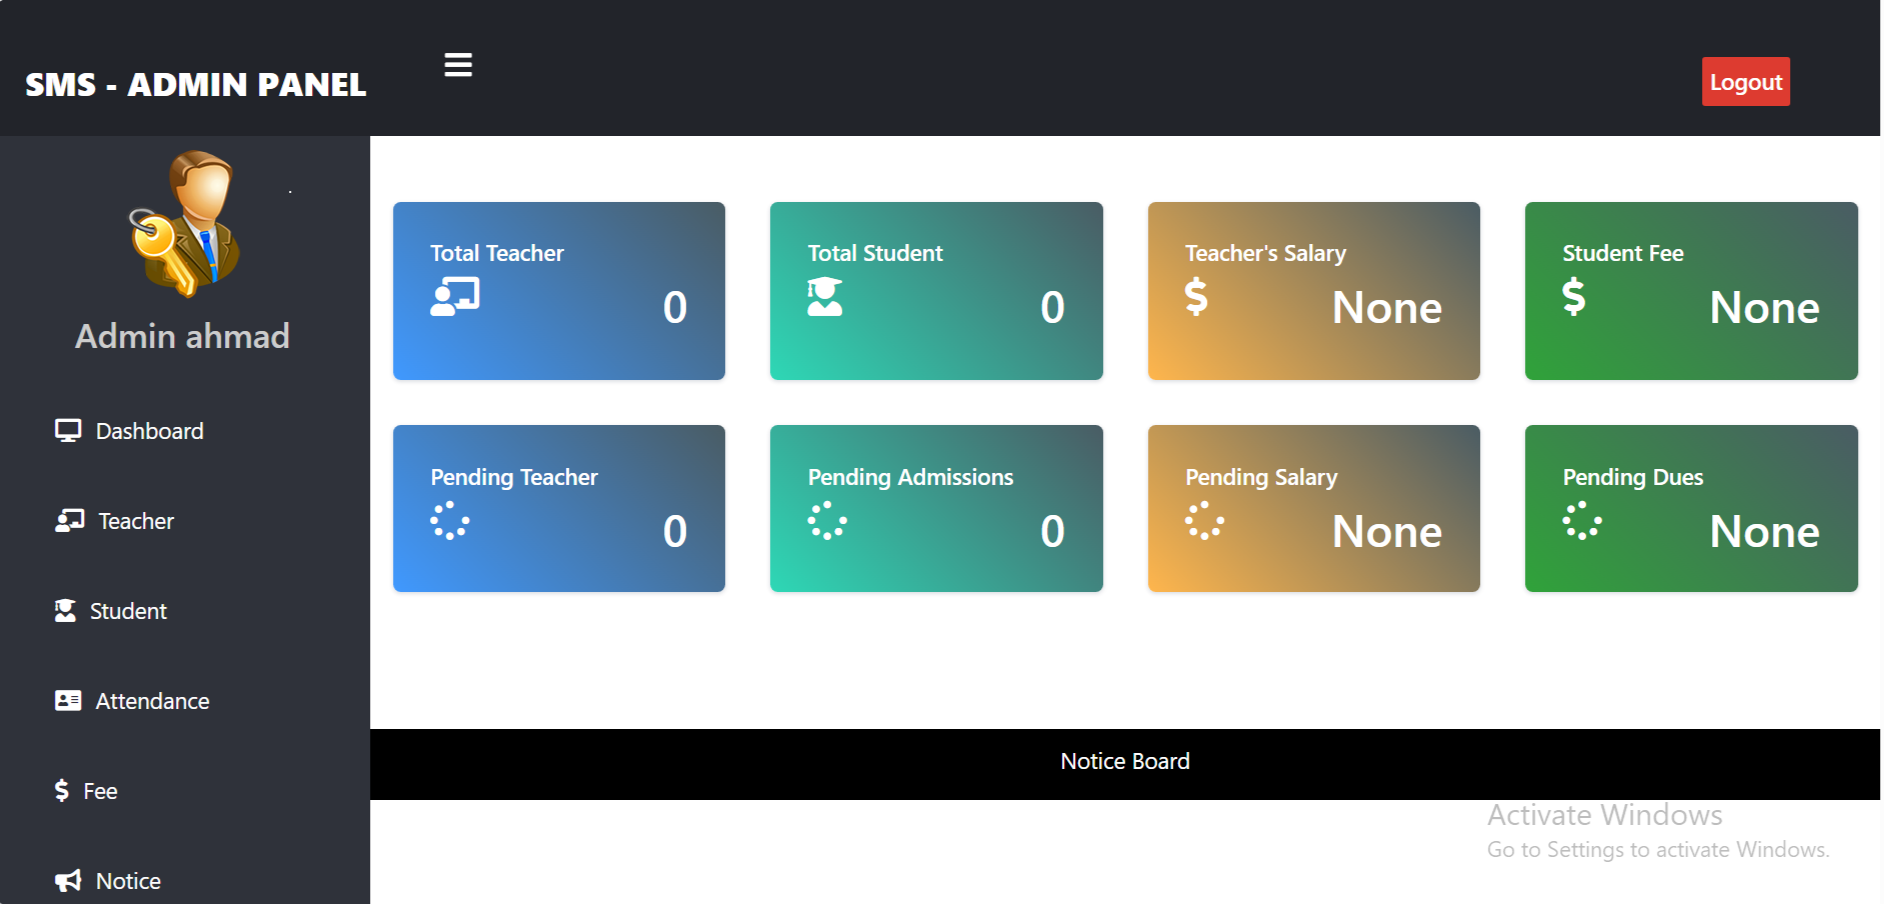 SMS - ADMIN PANEL
Logout
Admin ahmad
Dashboard
Teacher
Student
Attendance
Fee
Notice
Total Teacher
0
Total Student
0
Teacher's Salary
None
Student Fee
None
Pending Teacher
0
Pending Admissions
0
Pending Salary
None
Pending Dues
None
Notice Board
Activate Windows
Go to Settings to activate Windows.